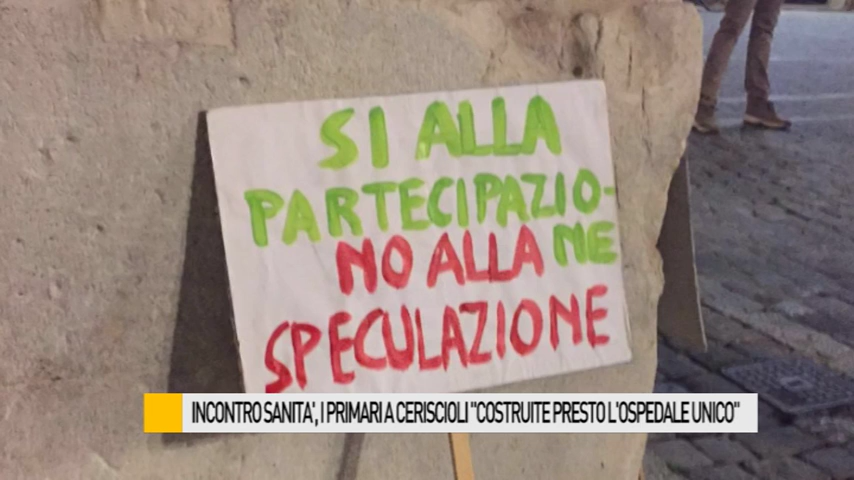 SI ALLA
PARTECIPAZIO-
NE
NO ALLA
SPECULAZIONE
INCONTRO SANITA', I PRIMARI A CERISCIOLI "COSTRUITE PRESTO L'OSPEDALE UNICO"